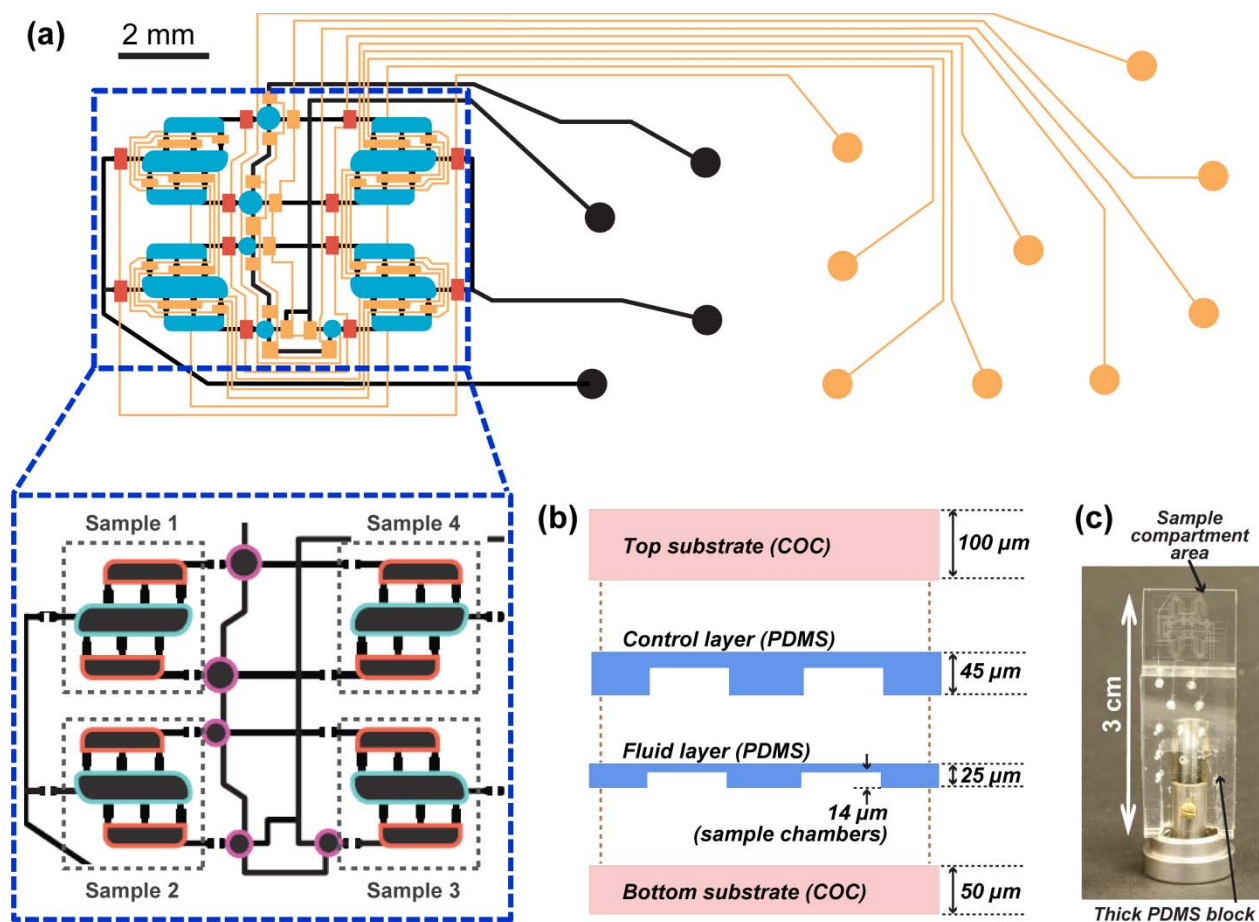 (a)
2 mm
Sample 1
Sample 4
Sample 2
Sample 3
(b)
Top substrate (COC)
100 µm
Control layer (PDMS)
45 µm
Fluid layer (PDMS)
25 µm
14 µm
(sample chambers)
Bottom substrate (COC)
50 µm
(c)
Sample
compartment
area
3 cm
Thick PDMS block